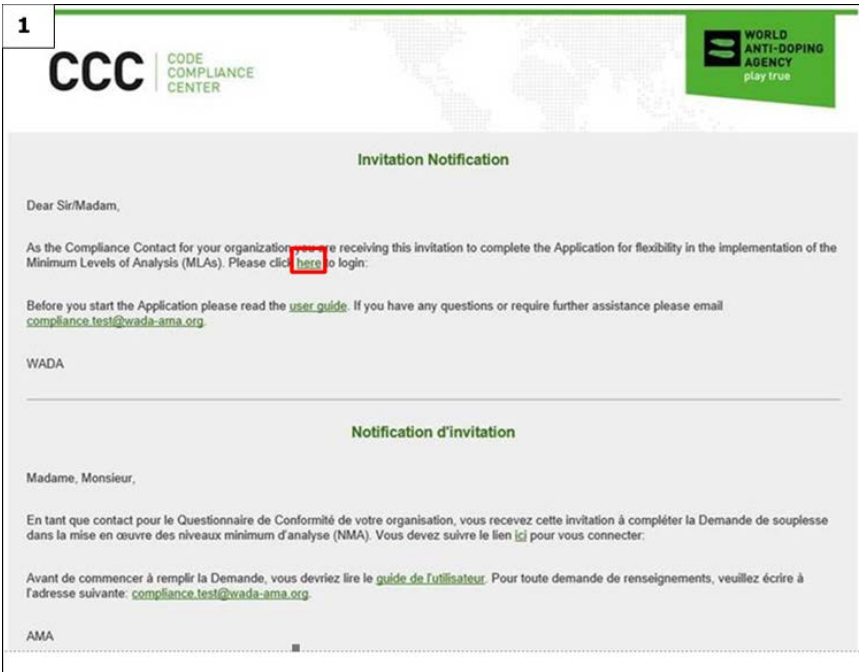 1
CCC
CODE
COMPLIANCE
CENTER
WORLD
ANTI-DOPING
AGENCY
play true
Invitation Notification
Dear Sir/Madam,
As the Compliance Contact for your organization you are receiving this invitation to complete the Application for flexibility in the implementation of the
Minimum Levels of Analysis (MLAs). Please click here to login:
Before you start the Application please read the user guide. If you have any questions or require further assistance please email
compliance.test@wada-ama.org.
WADA
Notification d'invitation
Madame, Monsieur,
En tant que contact pour le Questionnaire de Conformité de votre organisation, vous recevez cette invitation à compléter la Demande de souplesse
dans la mise en œuvre des niveaux minimum d'analyse (NMA). Vous devez suivre le lien ici pour vous connecter:
Avant de commencer à remplir la Demande, vous devriez lire le guide de l'utilisateur. Pour toute demande de renseignements, veuillez écrire à
l'adresse suivante: compliance.test@wada-ama.org.
AMA